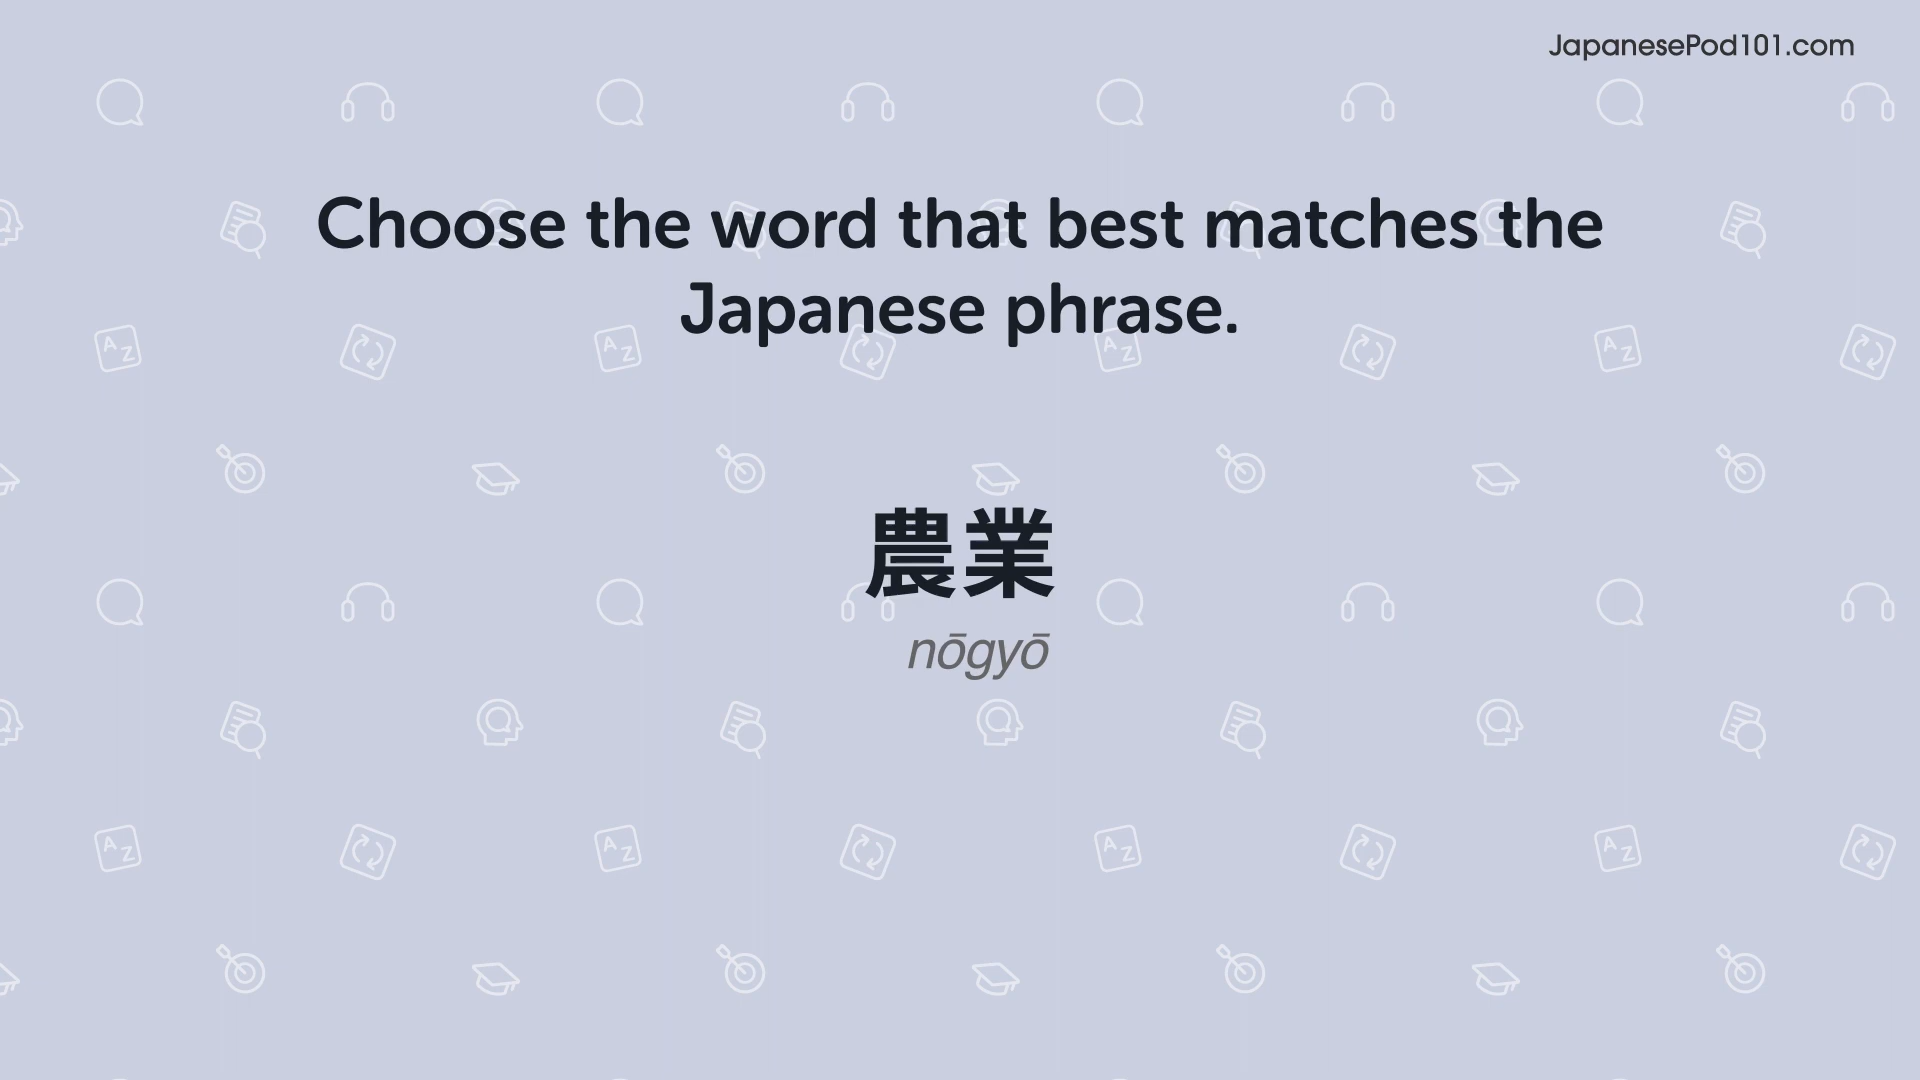 JapanesePod101.com
Choose the word that best matches the
Japanese phrase.
農業
nōgyō